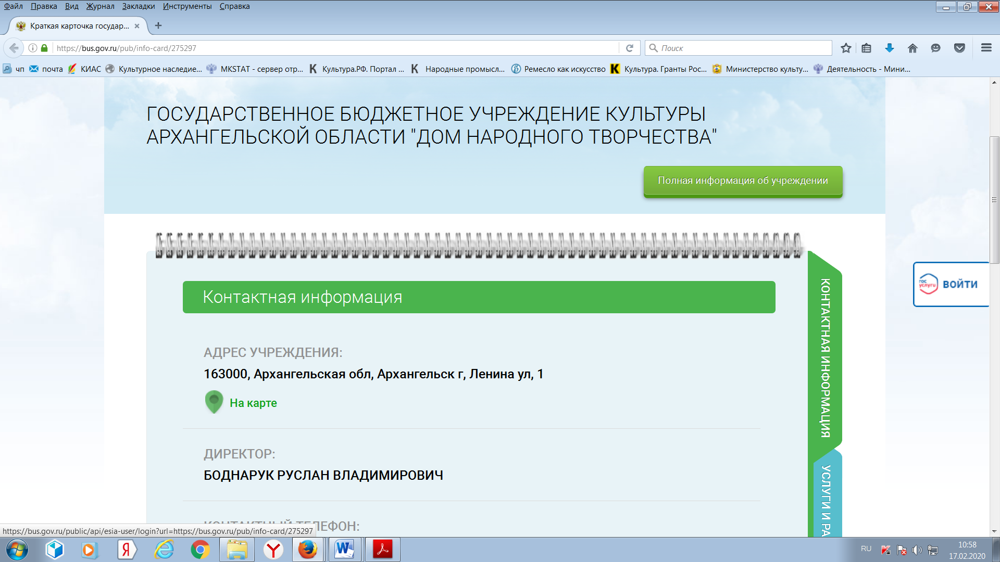 Файл Правка Вид Журнал Закладки Инструменты Справка
Краткая карточка государ...
https://bus.gov.ru/pub/info-card/275297
Поиск
чп почта КИАС Культурное наследие... MKSTAT - сервер отр... Культура.РФ. Портал ... Народные промысл... Ремесло как искусство Культура. Гранты Рос... Министерство культу... Деятельность - Мини...
ГОСУДАРСТВЕННОЕ БЮДЖЕТНОЕ УЧРЕЖДЕНИЕ КУЛЬТУРЫ
АРХАНГЕЛЬСКОЙ ОБЛАСТИ "ДОМ НАРОДНОГО ТВОРЧЕСТВА"
Полная информация об учреждении
гос
услуги
ВОЙТИ
Контактная информация
КОНТАКТНАЯ ИНФОРМАЦИЯ
АДРЕС УЧРЕЖДЕНИЯ:
163000, Архангельская обл, Архангельск г, Ленина ул, 1
На карте
ДИРЕКТОР:
БОДНАРУК РУСЛАН ВЛАДИМИРОВИЧ
УСЛУГИ И РА
КОНТАКТНЫЙ ТЕЛЕФОН:
https://bus.gov.ru/public/api/esia-user/login?url=https://bus.gov.ru/pub/info-card/275297
RU
10:58
17.02.2020